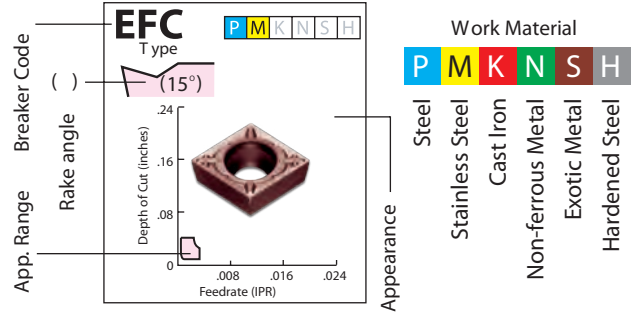 EFC
T ype
P M K N S H
( )
(15°)
Breaker Code
Rake angle
App. Range
Depth of Cut (inches)
.24
.16
.08
0
.008 .016 .024
Feedrate (IPR)
Appearance
Work Material
P M K N S H
Steel
Stainless Steel
Cast Iron
Non-ferrous Metal
Exotic Metal
Hardened Steel